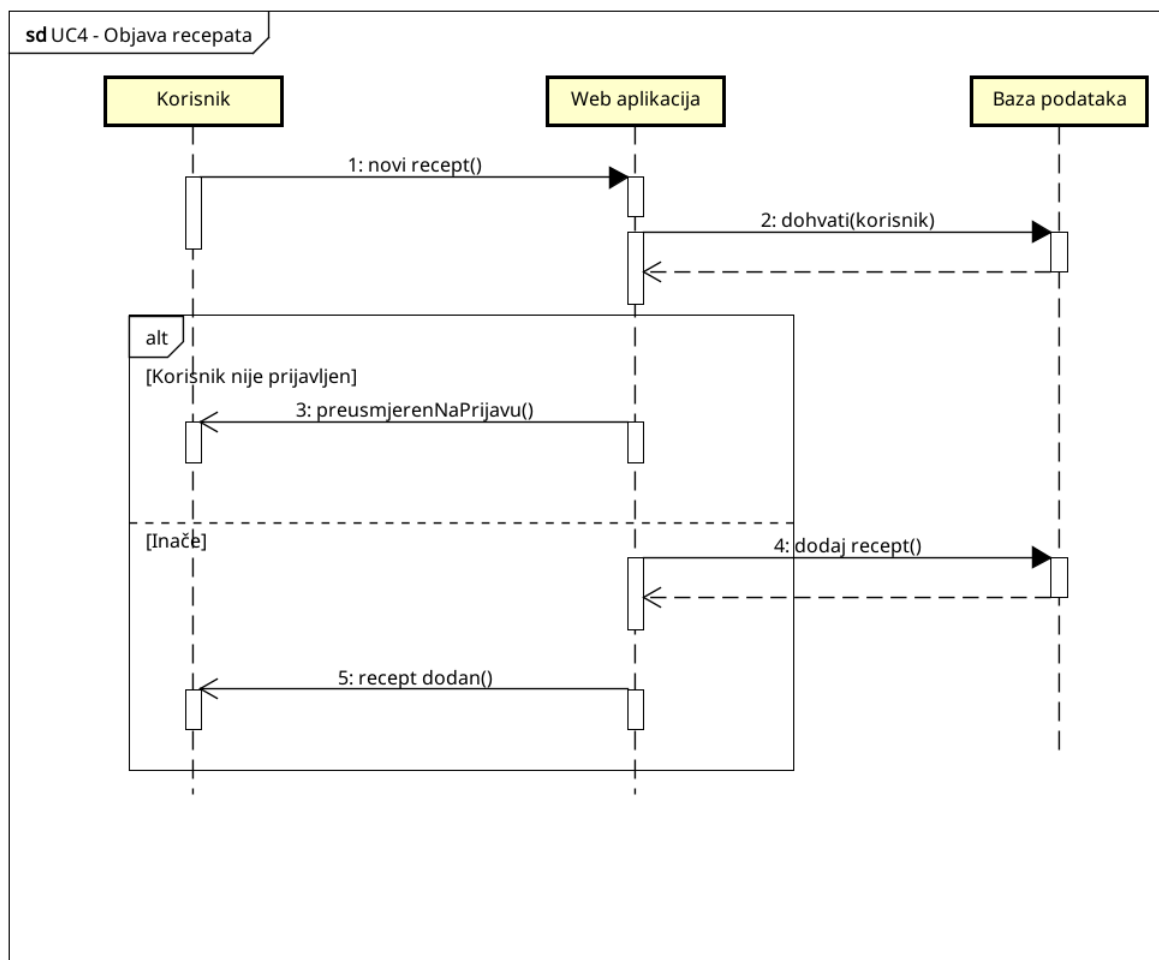 sd UC4 - Objava recepata
Korisnik
Web aplikacija
Baza podataka
1: novi recept()
2: dohvati(korisnik)
alt
[Korisnik nije prijavljen]
3: preusmjerenNaPrijavu()
[Inače]
4: dodaj recept()
5: recept dodan()